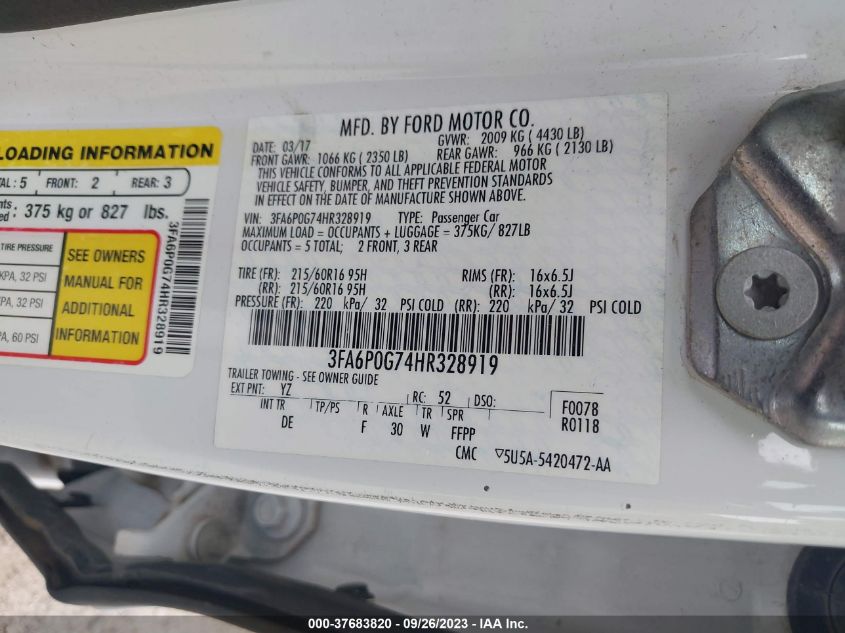 LOADING INFORMATION
TAL: 5 FRONT: 2 REAR: 3
375 kg or 827 lbs.
TIRE PRESSURE
KPA, 32 PSI
32 PSI
60 PSI
SEE OWNERS
MANUAL FOR
ADDITIONAL
INFORMATION
3FA6P0G74HR328919
MFD. BY FORD MOTOR CO.
DATE: 03/17 GVWR: 2009 KG ( 4430 LB)
FRONT GAWR: 1066 KG ( 2350 LB) REAR GAWR: 966 KG ( 2130 LB)
THIS VEHICLE CONFORMS TO ALL APPLICABLE FEDERAL MOTOR
VEHICLE SAFETY, BUMPER, AND THEFT PREVENTION STANDARDS
IN EFFECT ON THE DATE OF MANUFACTURE SHOWN ABOVE.
VIN: 3FA6P0G74HR328919 TYPE: Passenger Car
MAXIMUM LOAD = OCCUPANTS + LUGGAGE = 375KG/ 827LB
OCCUPANTS = 5 TOTAL; 2 FRONT, 3 REAR
TIRE (FR): 215/60R16 95H RIMS (FR): 16x6.5J
(RR): 215/60R16 95H (RR): 16x6.5J
PRESSURE (FR): 220 kPa/ 32 PSI COLD (RR): 220 kPa/ 32 PSI COLD
3FA6P0G74HR328919
TRAILER TOWING - SEE OWNER GUIDE
EXT PNT: YZ RC: 52 DSO:
INT TR TP/PS R AXLE TR SPR
DE F 30 W FFPP
F0078
R0118
CMC ▽5U5A-5420472-AA
000-37683820 - 09/26/2023 - IAA Inc.